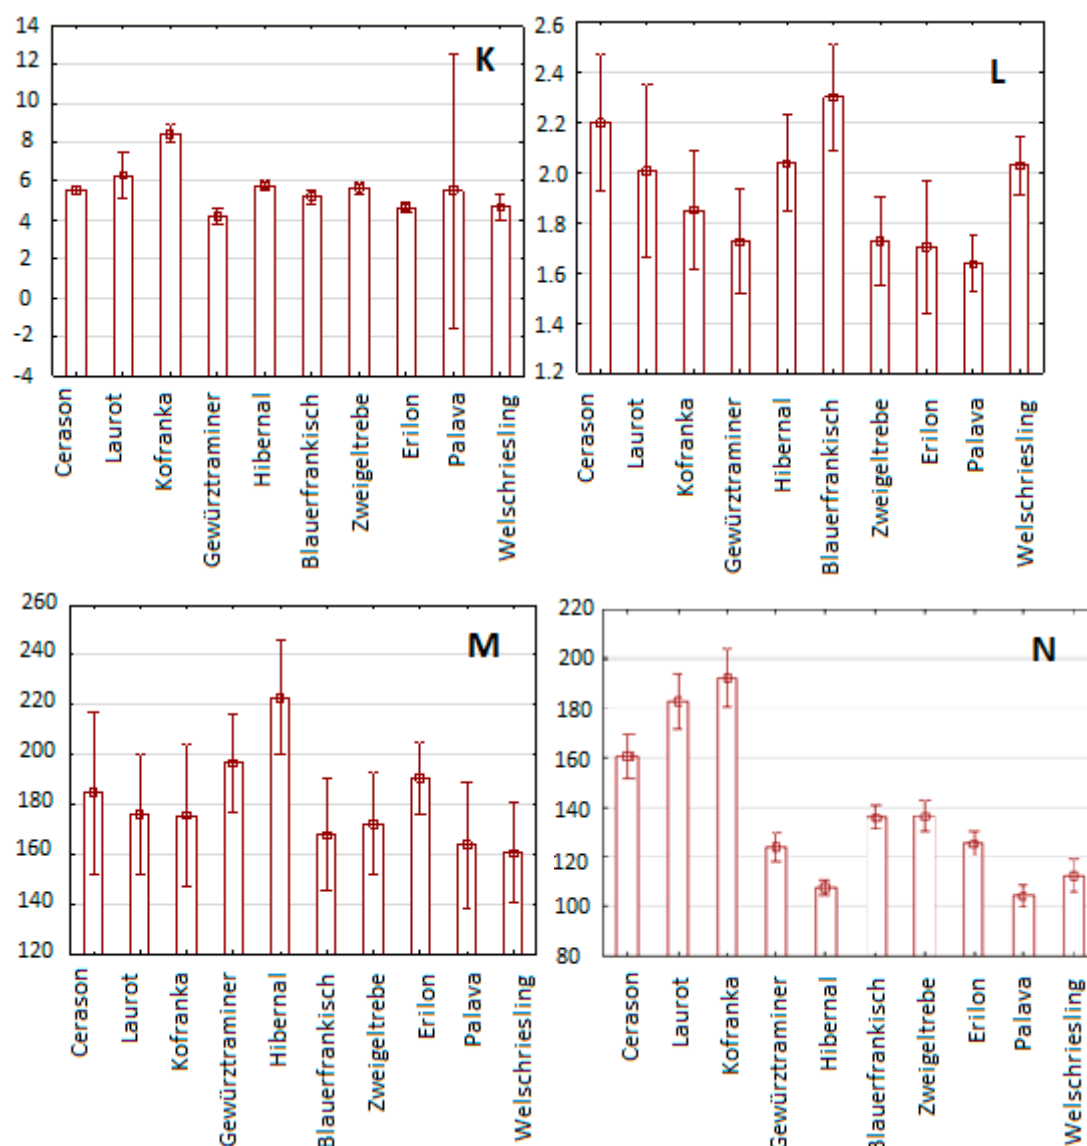 14
12
10
8
6
4
2
0
-2
-4
K
Cerason
Laurot
Kofranka
Gewürztraminer
Hibernal
Blauerfrankisch
Zweigeltrebe
Erilon
Palava
Welschriesling
2.6
2.4
2.2
2.0
1.8
1.6
1.4
1.2
L
Cerason
Laurot
Kofranka
Gewürztraminer
Hibernal
Blauerfrankisch
Zweigeltrebe
Erilon
Palava
Welschriesling
260
240
220
200
180
160
140
120
M
Cerason
Laurot
Kofranka
Gewürztraminer
Hibernal
Blauerfrankisch
Zweigeltrebe
Erilon
Palava
Welschriesling
220
200
180
160
140
120
100
80
N
Cerason
Laurot
Kofranka
Gewürztraminer
Hibernal
Blauerfrankisch
Zweigeltrebe
Erilon
Palava
Welschriesling